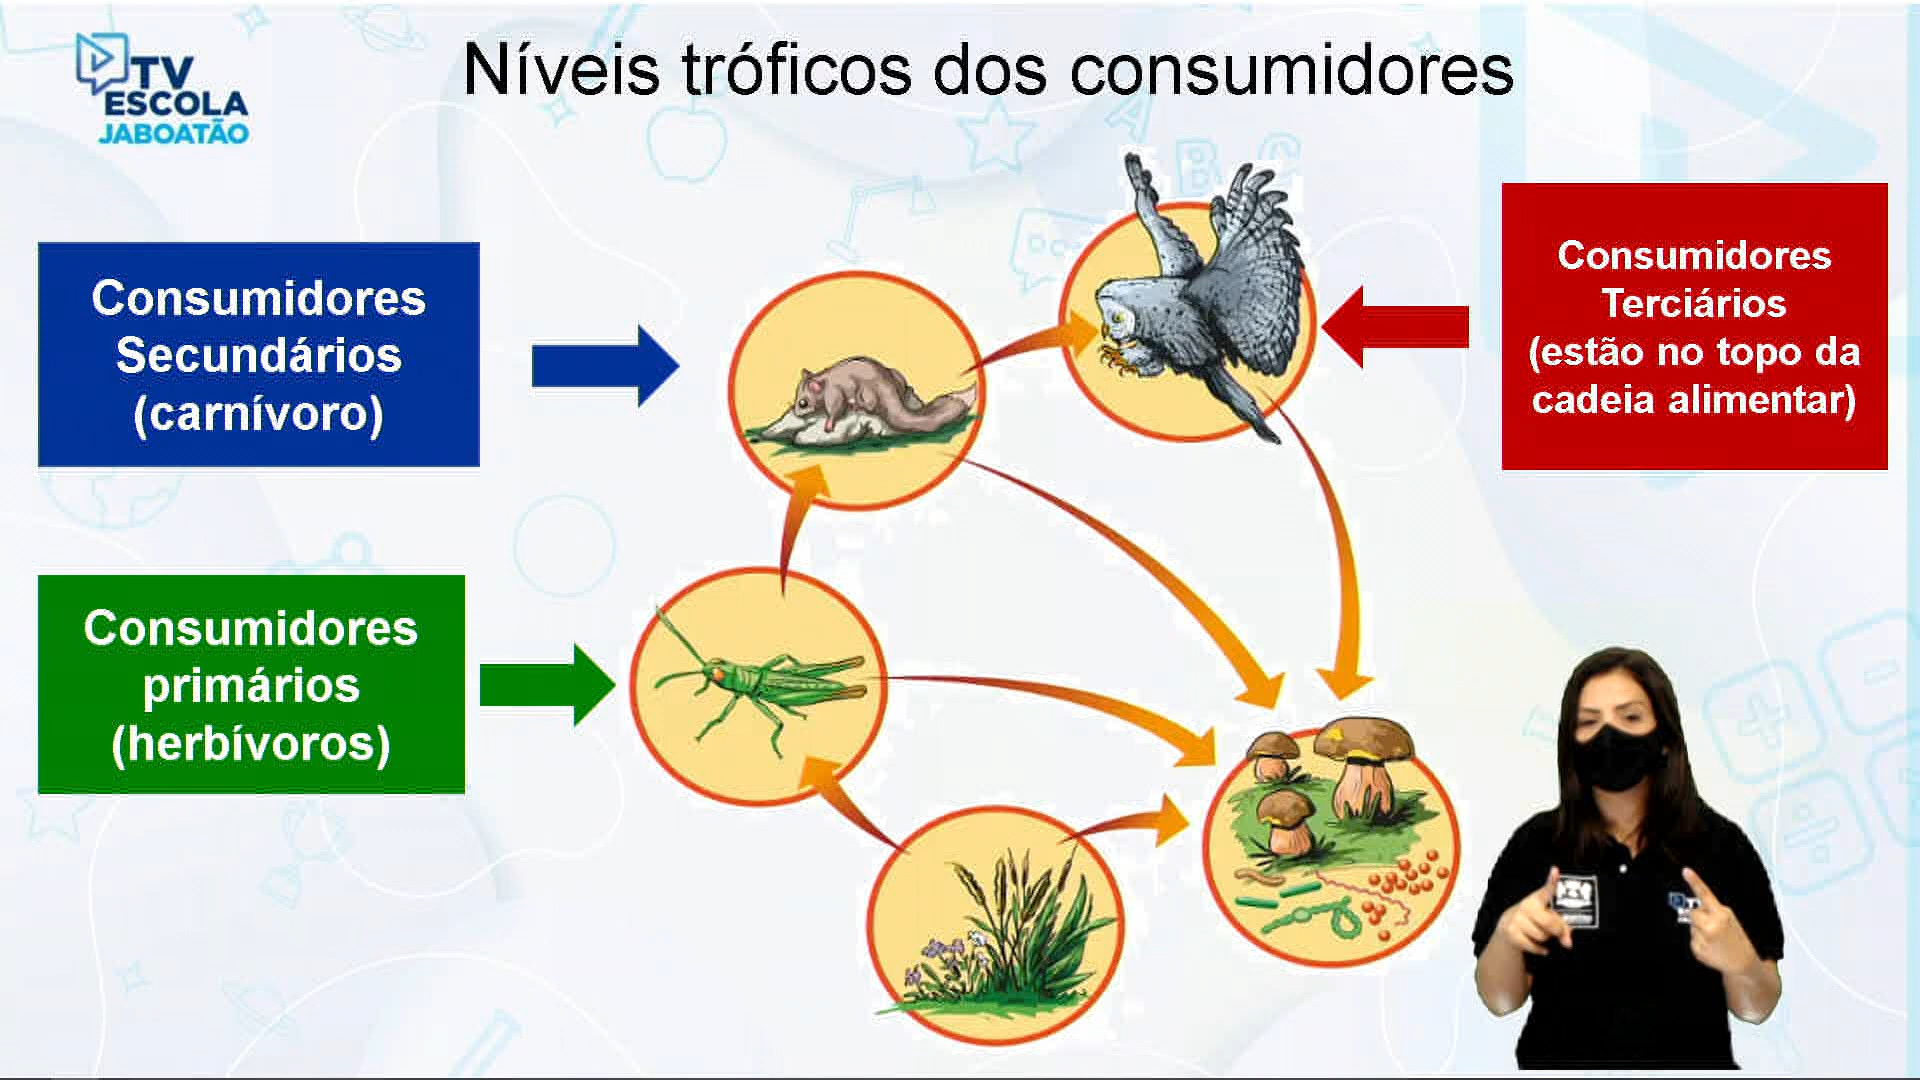 TV
ESCOLA
JABOATÃO
Níveis tróficos dos consumidores
Consumidores
Secundários
(carnívoro)
Consumidores
Terciários
(estão no topo da
cadeia alimentar)
Consumidores
primários
(herbívoros)